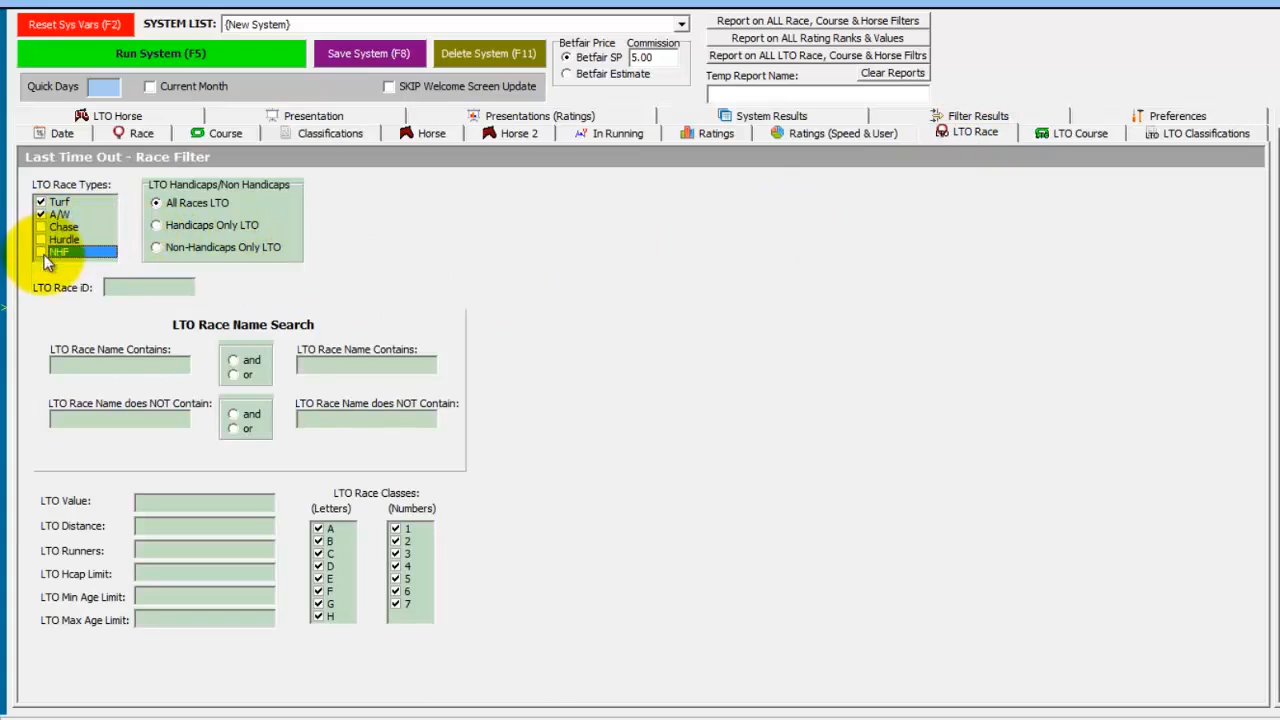 Reset Sys Vars (F2)
SYSTEM LIST: {New System}
Run System (F5)
Save System (F8)
Delete System (F11)
Betfair Price
Commission
Betfair SP
5.00
Betfair Estimate
Report on ALL Race, Course & Horse Filters
Report on ALL Rating Ranks & Values
Report on ALL LTO Race, Course & Horse Filtrs
Temp Report Name:
Clear Reports
Quick Days
Current Month
SKIP Welcome Screen Update
LTO Horse
Presentation
Presentations (Ratings)
System Results
Filter Results
Preferences
Date
Race
Course
Classifications
Horse
Horse 2
In Running
Ratings
Ratings (Speed & User)
LTO Race
LTO Course
LTO Classifications
Last Time Out - Race Filter
LTO Race Types:
Turf
A/W
Chase
Hurdle
NHF
LTO Handicaps/Non Handicaps
All Races LTO
Handicaps Only LTO
Non-Handicaps Only LTO
LTO Race iD:
LTO Race Name Search
LTO Race Name Contains:
and
or
LTO Race Name Contains:
LTO Race Name does NOT Contain:
and
or
LTO Race Name does NOT Contain:
LTO Value:
LTO Distance:
LTO Runners:
LTO Hcap Limit:
LTO Min Age Limit:
LTO Max Age Limit:
LTO Race Classes:
(Letters)
(Numbers)
A
B
C
D
E
F
G
H
1
2
3
4
5
6
7